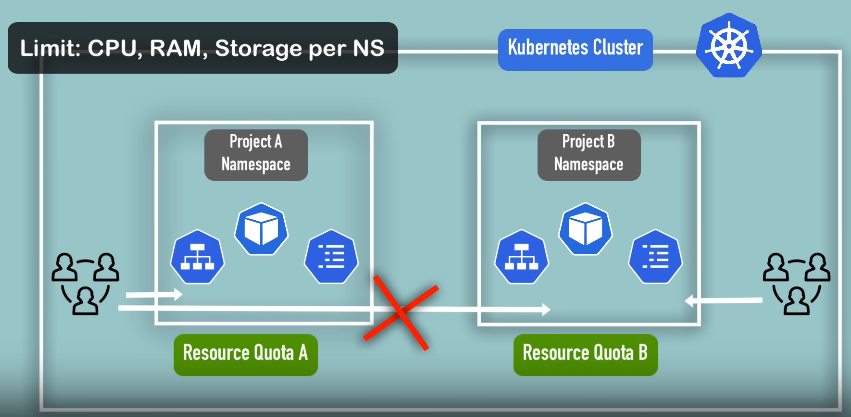 Limit: CPU, RAM, Storage per NS
Kubernetes Cluster
Project A
Namespace
Project B
Namespace
Resource Quota A
Resource Quota B